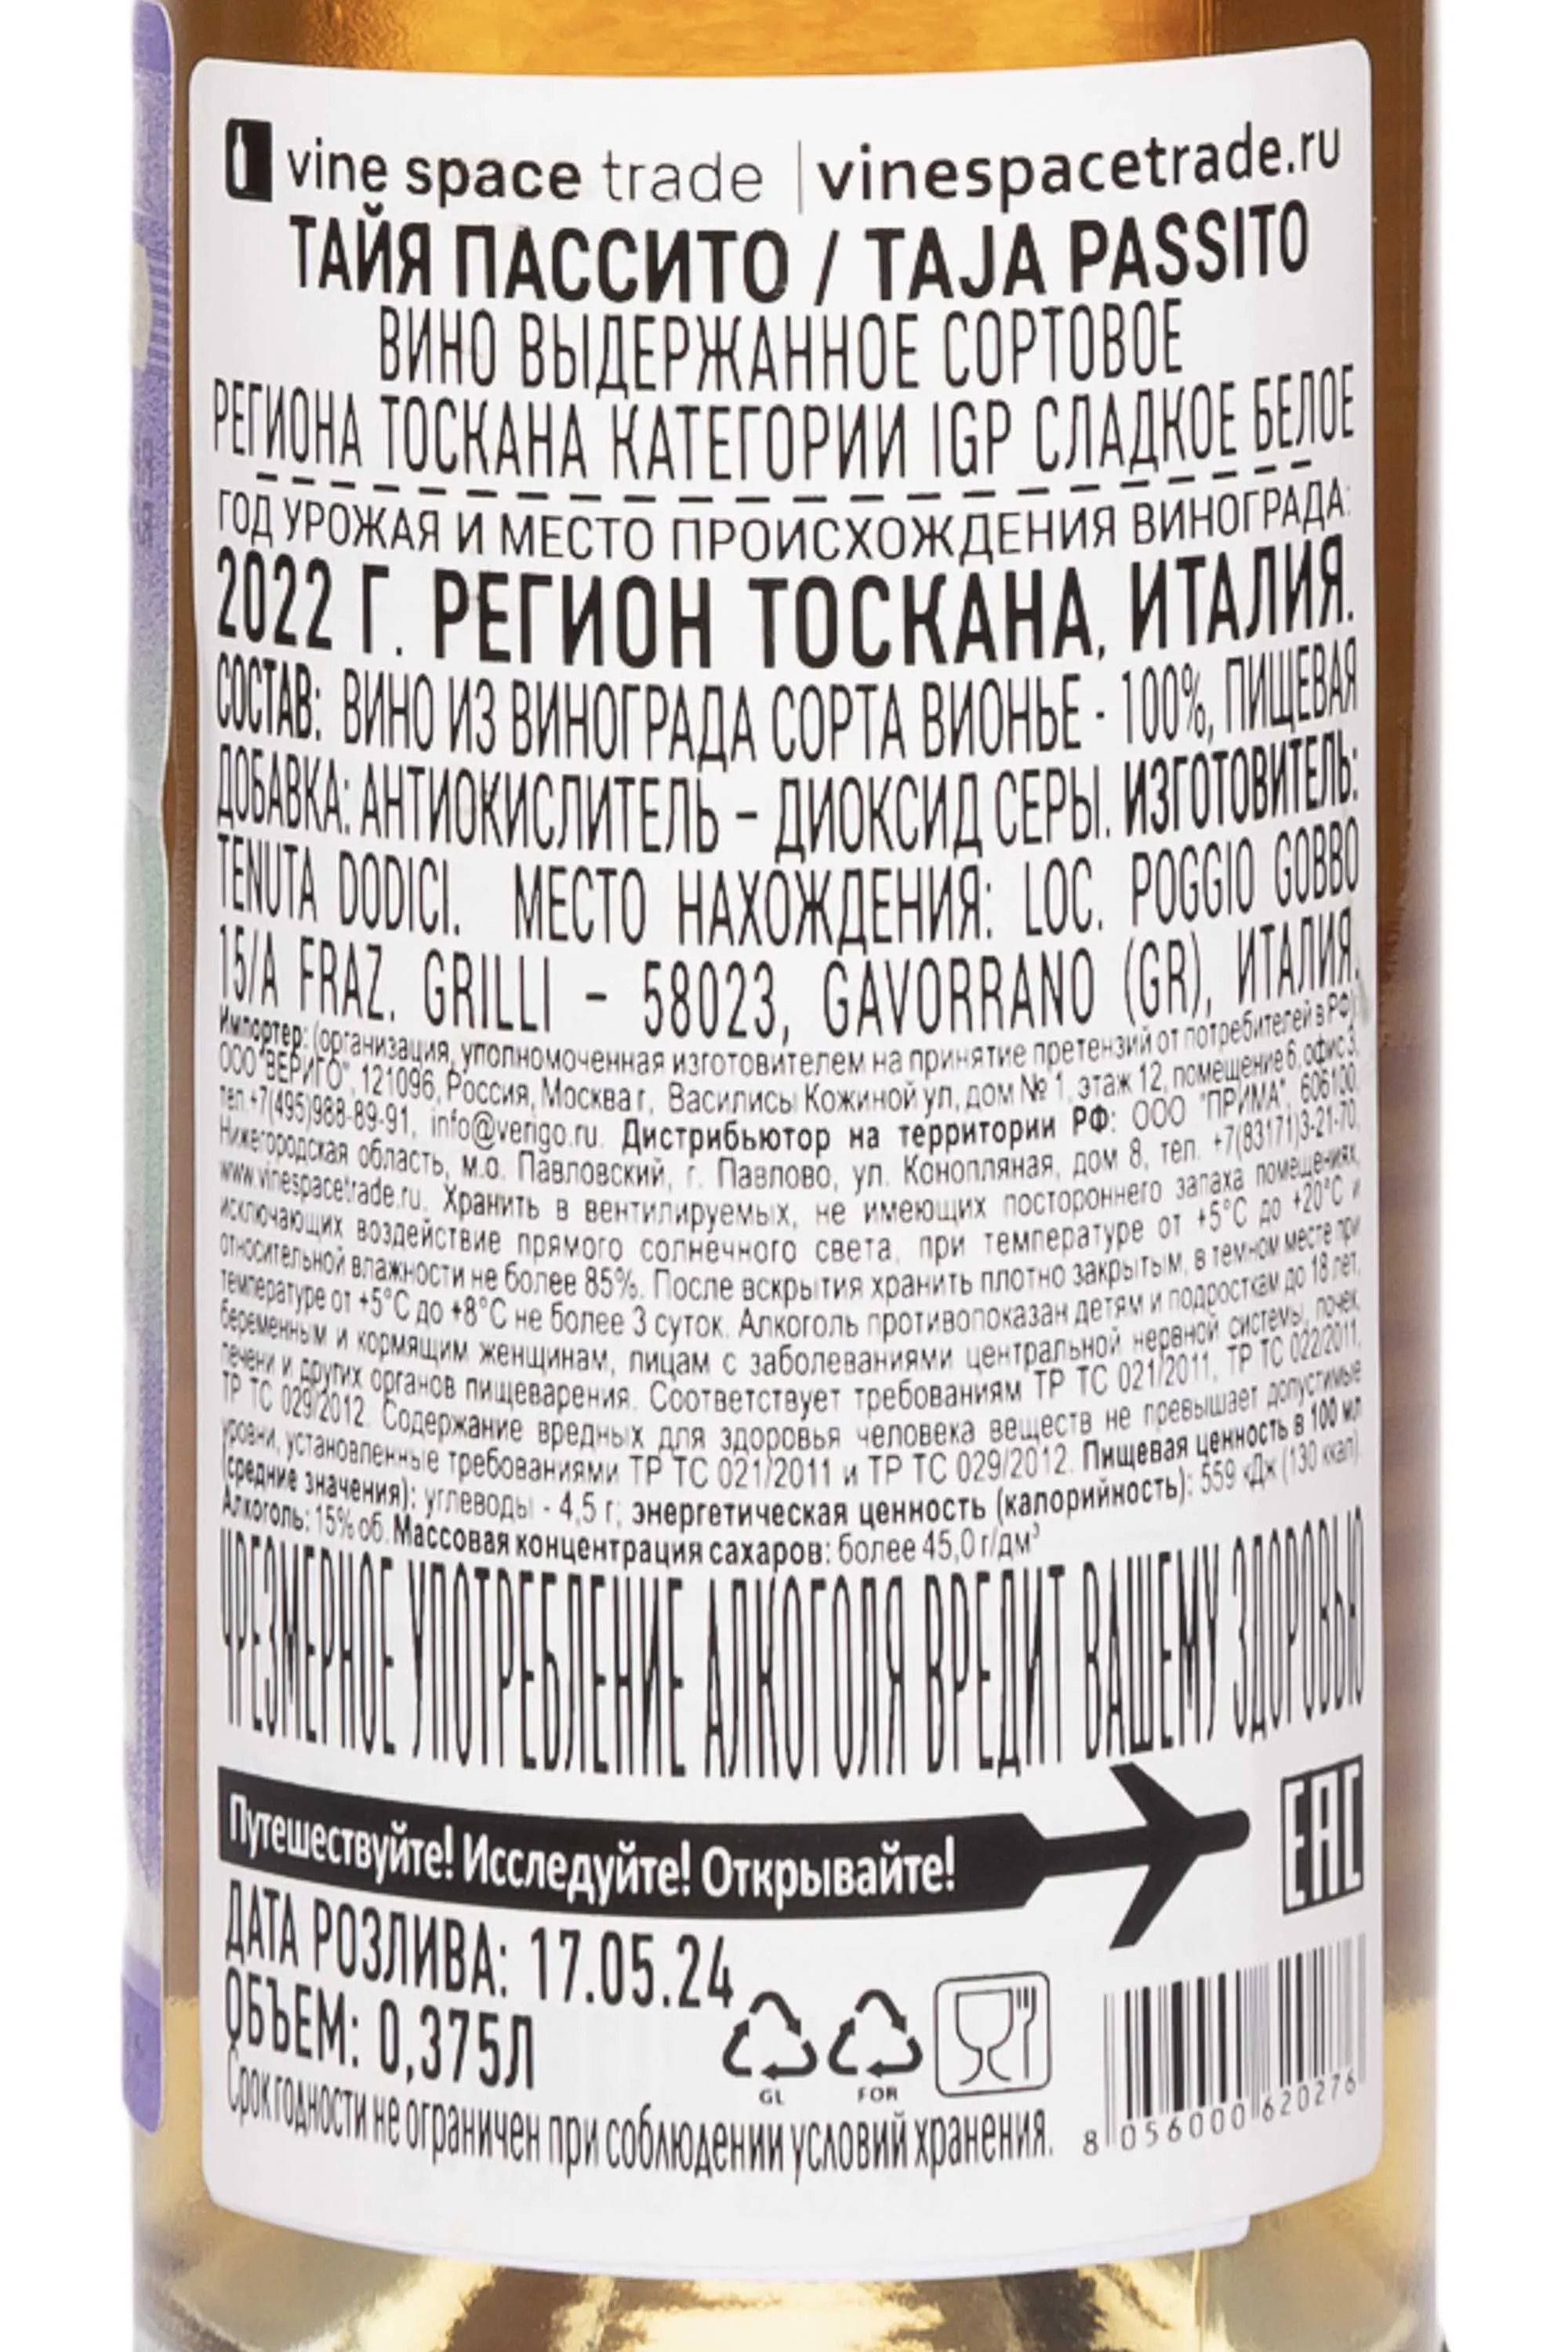 vine space trade | vinespacetrade.ru
ТАЙЯ ПАССИТО / TAJA PASSITO
ВИНО ВЫДЕРЖАННОЕ СОРТОВОЕ
РЕГИОНА ТОСКАНА КАТЕГОРИИ IGP СЛАДКОЕ БЕЛОЕ
ГОД УРОЖАЯ И МЕСТО ПРОИСХОЖДЕНИЯ ВИНОГРАДА:
2022 Г. РЕГИОН ТОСКАНА, ИТАЛИЯ.
СОСТАВ: ВИНО ИЗ ВИНОГРАДА СОРТА ВИОНЬЕ - 100%, ПИЩЕВАЯ
ДОБАВКА: АНТИОКИСЛИТЕЛЬ – ДИОКСИД СЕРЫ. ИЗГОТОВИТЕЛЬ:
TENUTA DODICI. МЕСТО НАХОЖДЕНИЯ: LOC. POGGIO GOBBO
15/A FRAZ. GRILLI – 58023, GAVORRANO (GR), ИТАЛИЯ.
Импортер: (организация, уполномоченная изготовителем на принятие претензий от потребителей в РФ)
ООО "ВЕРИГО", 121096, Россия, Москва г, Василисы Кожиной ул, дом № 1, этаж 12, помещение 6, офис 3,
тел.+7(495)988-89-91, info@verigo.ru. Дистрибьютор на территории РФ: ООО "ПРИМА", 606100,
Нижегородская область, м.о. Павловский, г. Павлово, ул. Конопляная, дом 8, тел. +7(83171)3-21-70,
www.vinespacetrade.ru. Хранить в вентилируемых, не имеющих постороннего запаха помещениях,
исключающих воздействие прямого солнечного света, при температуре от +5°C до +20°C и
относительной влажности не более 85%. После вскрытия хранить плотно закрытым, в темном месте при
температуре от +5°C до +8°C не более 3 суток. Алкоголь противопоказан детям и подросткам до 18 лет,
беременным и кормящим женщинам, лицам с заболеваниями центральной нервной системы, почек,
печени и других органов пищеварения. Соответствует требованиям ТР ТС 021/2011, ТР ТС 022/2011,
ТР ТС 029/2012. Содержание вредных для здоровья человека веществ не превышает допустимые
уровни, установленные требованиями ТР ТС 021/2011 и ТР ТС 029/2012. Пищевая ценность в 100 мл
(средние значения): углеводы - 4,5 г; энергетическая ценность (калорийность): 559 кДж (130 ккал).
Алкоголь: 15% об. Массовая концентрация сахаров: более 45,0 г/дм³
ЧРЕЗМЕРНОЕ УПОТРЕБЛЕНИЕ АЛКОГОЛЯ ВРЕДИТ ВАШЕМУ ЗДОРОВЬЮ
Путешествуйте! Исследуйте! Открывайте!
EAC
ДАТА РОЗЛИВА: 17.05.24
ОБЪЕМ: 0,375Л
GL FOR
Срок годности не ограничен при соблюдении условий хранения.
8 056000 620276